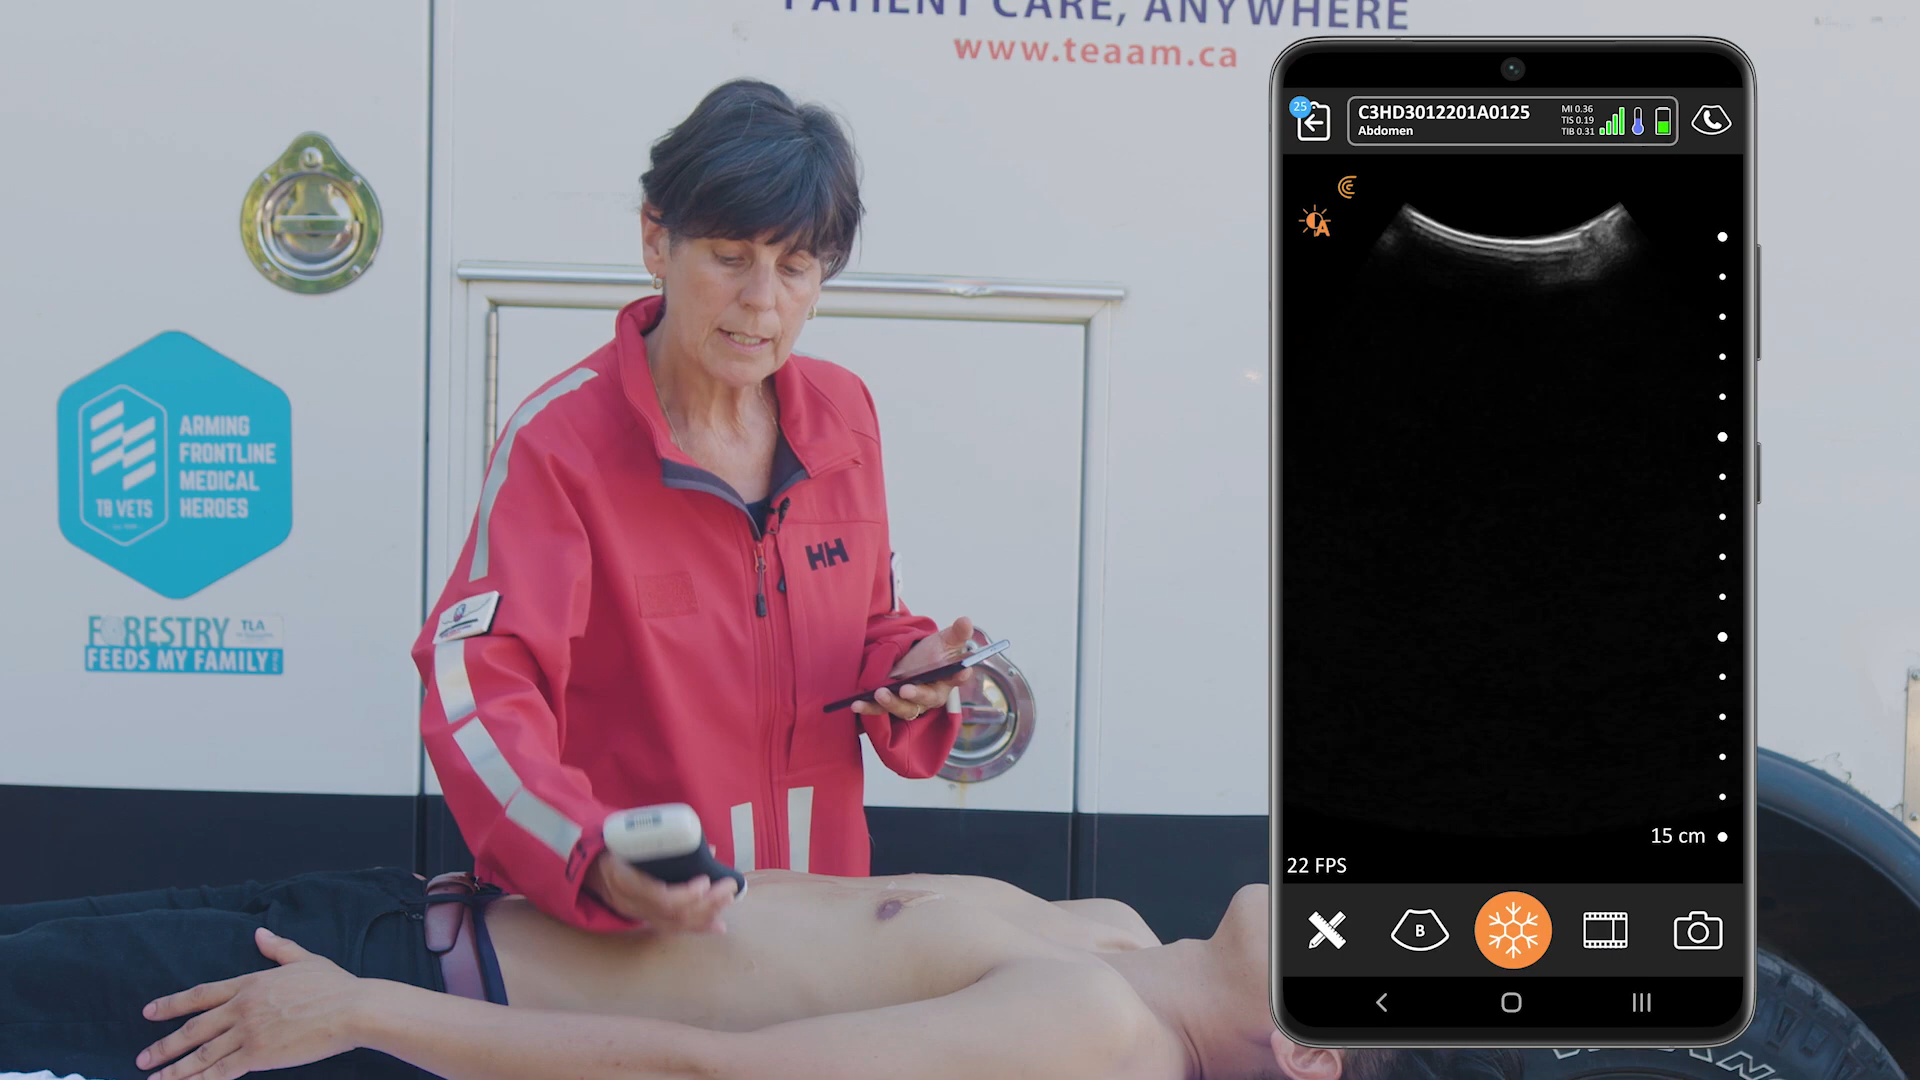 PATIENT CARE, ANYWHERE
www.teaam.ca
ARMING
FRONTLINE
MEDICAL
HEROES
TB VETS
FORESTRY
TLA
FEEDS MY FAMILY
HH
25
C3HD3012201A0125
Abdomen
MI 0.36
TIS 0.19
TIB 0.31
A
15 cm
22 FPS
B